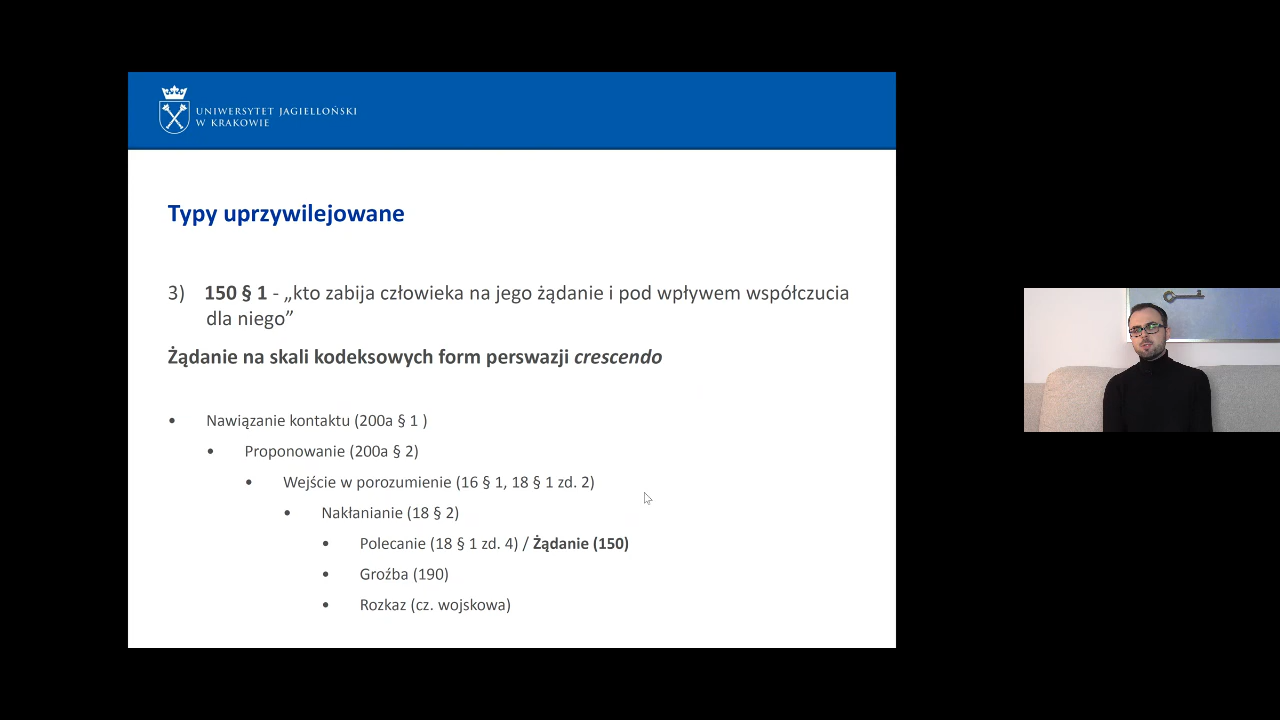 UNIWERSYTET JAGIELLOŃSKI
W KRAKOWIE
Typy uprzywilejowane
3) 150 § 1 - „kto zabija człowieka na jego żądanie i pod wpływem współczucia
dla niego”
Żądanie na skali kodeksowych form perswazji crescendo
• Nawiązanie kontaktu (200a § 1 )
• Proponowanie (200a § 2)
• Wejście w porozumienie (16 § 1, 18 § 1 zd. 2)
• Nakłanianie (18 § 2)
• Polecanie (18 § 1 zd. 4) / Żądanie (150)
• Groźba (190)
• Rozkaz (cz. wojskowa)